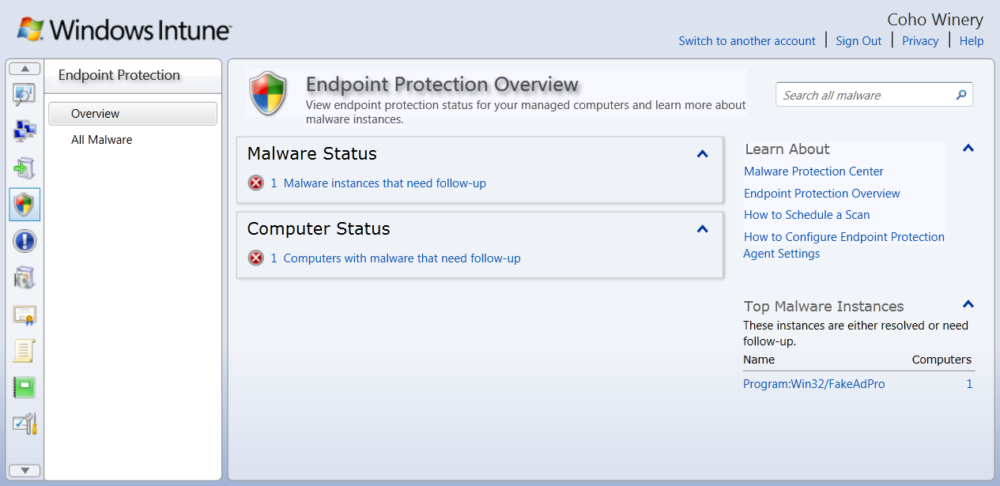 Windows Intune™
Coho Winery
Switch to another account | Sign Out | Privacy | Help
Endpoint Protection
Overview
All Malware
Endpoint Protection Overview
View endpoint protection status for your managed computers and learn more about
malware instances.
Search all malware
Malware Status
1 Malware instances that need follow-up
Computer Status
1 Computers with malware that need follow-up
Learn About
Malware Protection Center
Endpoint Protection Overview
How to Schedule a Scan
How to Configure Endpoint Protection
Agent Settings
Top Malware Instances
These instances are either resolved or need
follow-up.
Name Computers
Program:Win32/FakeAdPro 1